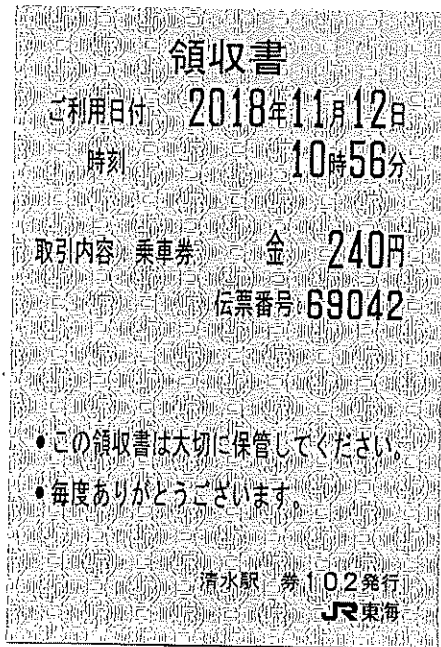 領収書
ご利用日付 2018年11月12日
時刻 10時56分
取引内容 乗車券 金 240円
伝票番号 69042
•この領収書は大切に保管してください。
•毎度ありがとうございます。
清水駅 券102発行
JR東海